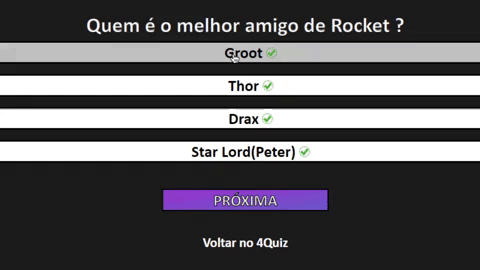 Quem é o melhor amigo de Rocket ?
Groot
Thor
Drax
Star Lord(Peter)
PRÓXIMA
Voltar no 4Quiz